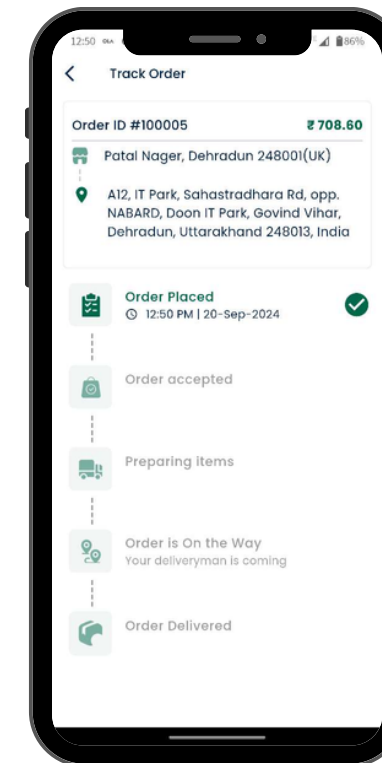 12:50
86%
Track Order
Order ID #100005
₹ 708.60
Patal Nager, Dehradun 248001(UK)
A12, IT Park, Sahastradhara Rd, opp.
NABARD, Doon IT Park, Govind Vihar,
Dehradun, Uttarakhand 248013, India
Order Placed
12:50 PM | 20-Sep-2024
Order accepted
Preparing items
Order is On the Way
Your deliveryman is coming
Order Delivered